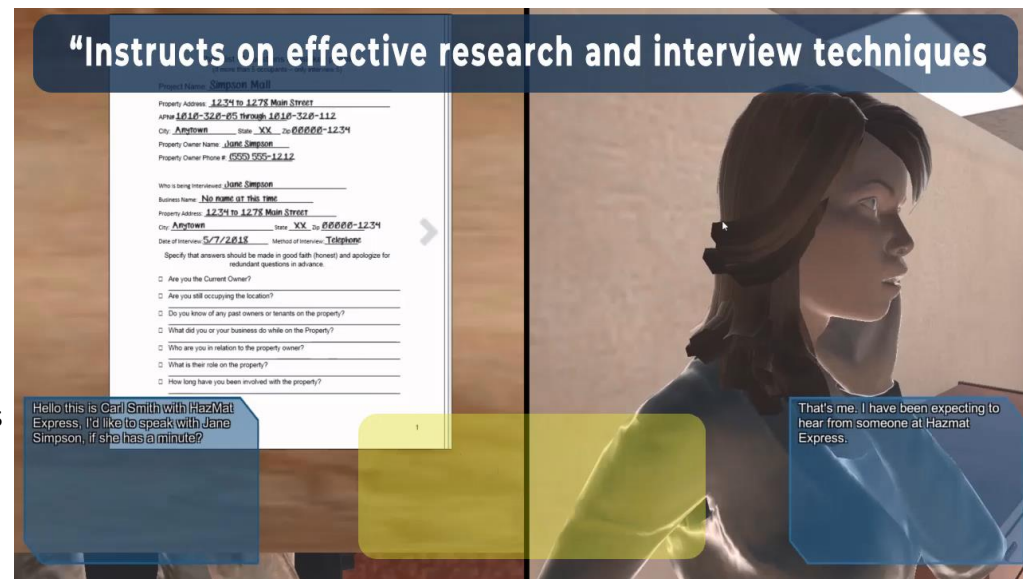 “Instructs on effective research and interview techniques
Project Name: Simpson Mall
Property Address: 1234 to 1278 Main Street
APN# 1010-320-05 through 1010-320-112
City: Anytown State XX Zip 00000-1234
Property Owner Name: Jane Simpson
Property Owner Phone #: (555) 555-1212
Who is being Interviewed: Jane Simpson
Business Name: No name at this time
Property Address: 1234 to 1278 Main Street
City: Anytown State XX Zip 00000-1234
Date of Interview: 5/7/2018 Method of Interview: Telephone
Specify that answers should be made in good faith (honest) and apologize for
redundant questions in advance.
Are you the Current Owner?
Are you still occupying the location?
Do you know of any past owners or tenants on the property?
What did you or your business do while on the Property?
Who are you in relation to the property owner?
What is their role on the property?
How long have you been involved with the property?
1
Hello this is Carl Smith with HazMat
Express, I'd like to speak with Jane
Simpson, if she has a minute?
That's me. I have been expecting to
hear from someone at Hazmat
Express.
s